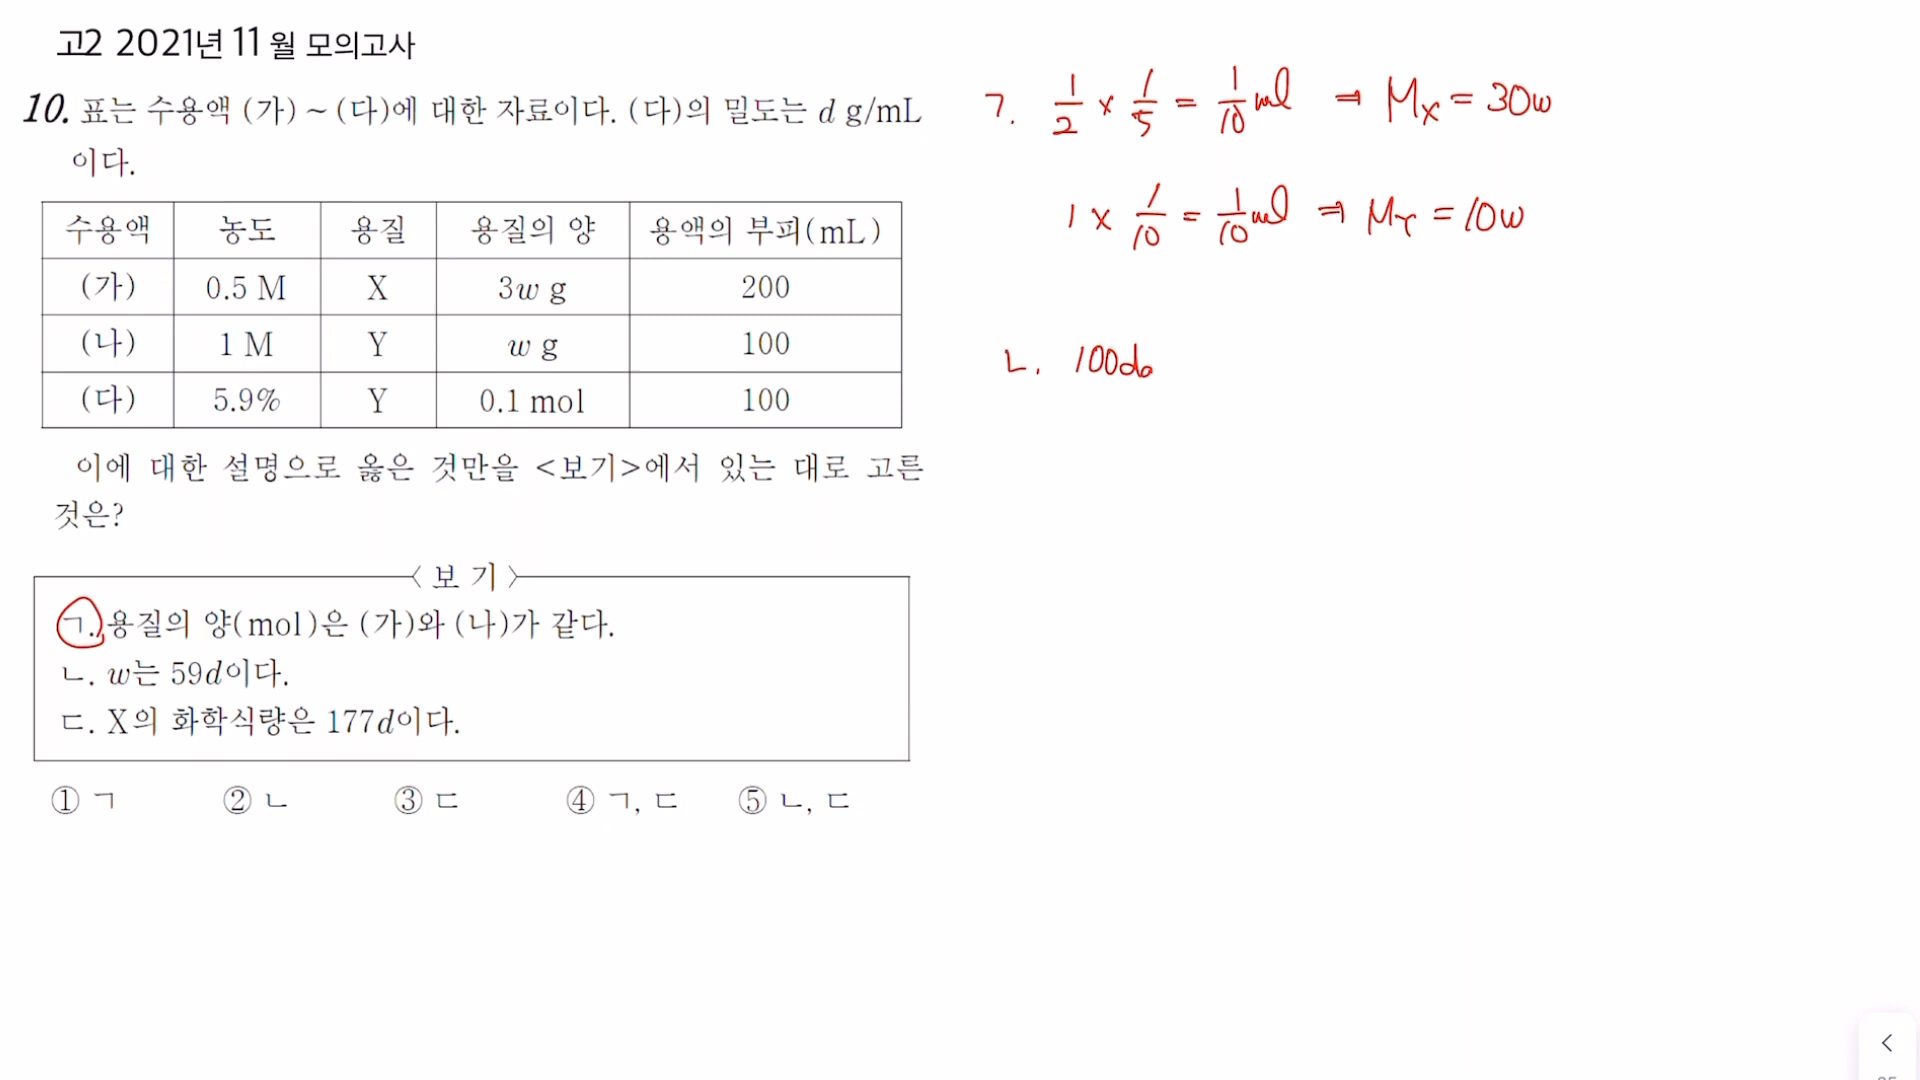 고2 2021년 11월 모의고사
10. 표는 수용액 (가) ~ (다)에 대한 자료이다. (다)의 밀도는 d g/mL
이다.
수용액 농도 용질 용질의 양 용액의 부피(mL)
(가) 0.5 M X 3w g 200
(나) 1 M Y w g 100
(다) 5.9% Y 0.1 mol 100
이에 대한 설명으로 옳은 것만을 <보기>에서 있는 대로 고른
것은?
〈 보 기 〉
ㄱ. 용질의 양(mol)은 (가)와 (나)가 같다.
ㄴ. w는 59d이다.
ㄷ. X의 화학식량은 177d이다.
① ㄱ ② ㄴ ③ ㄷ ④ ㄱ, ㄷ ⑤ ㄴ, ㄷ
ㄱ. 1/2 × 1/5 = 1/10 mol ⇒ Mx = 30w
1 × 1/10 = 1/10 mol ⇒ MY = 10w
ㄴ. 100d